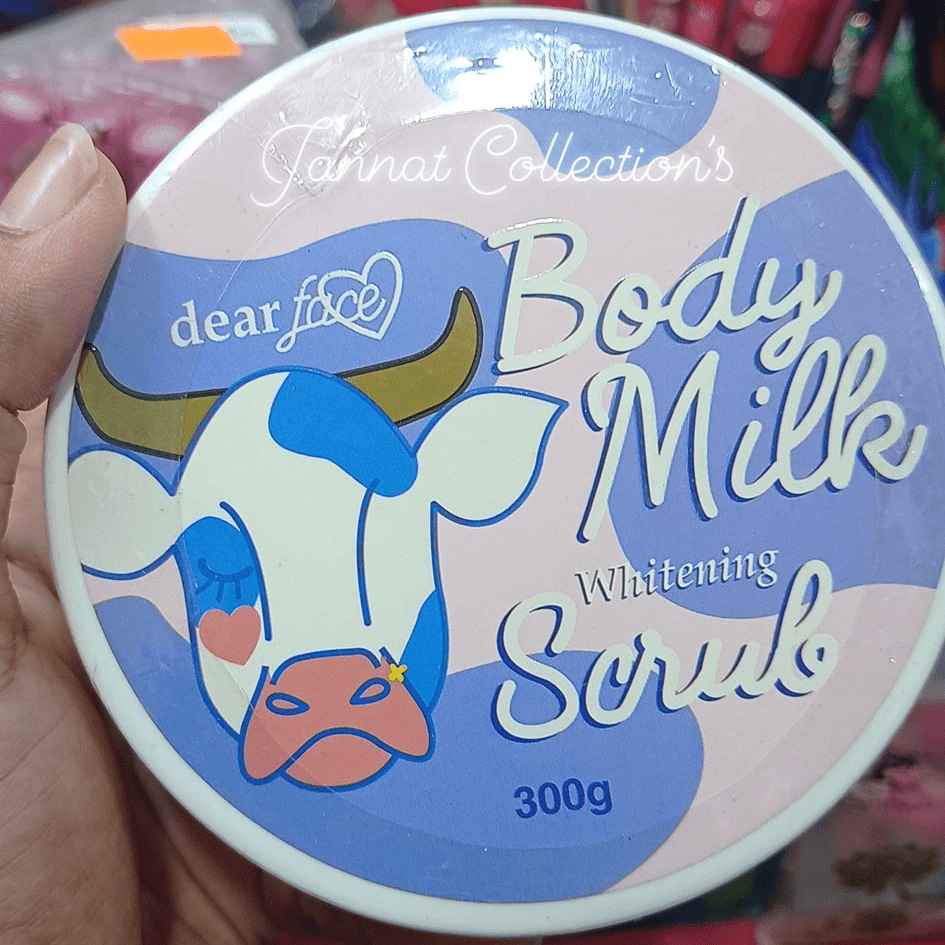 Jannat Collection's
dear face
Body
Milk
Whitening
Scrub
300g